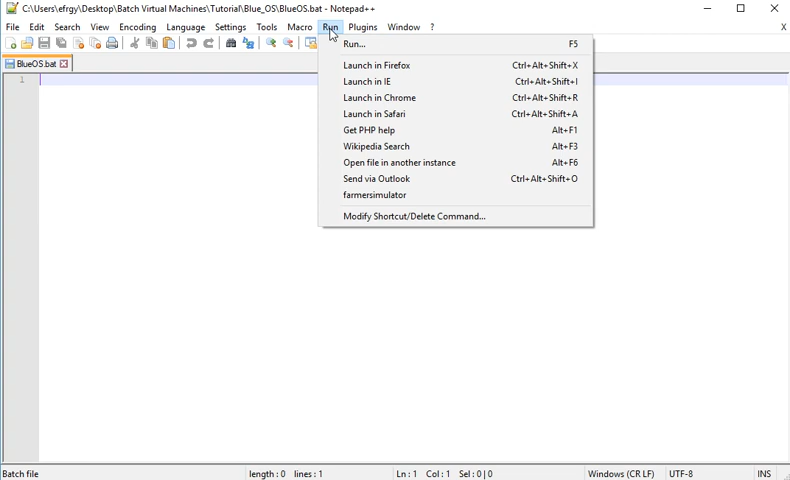 C:\Users\efrgy\Desktop\Batch Virtual Machines\Tutorial\Blue_OS\BlueOS.bat - Notepad++
File Edit Search View Encoding Language Settings Tools Macro Run Plugins Window ? X
BlueOS.bat
1
Run... F5
Launch in Firefox Ctrl+Alt+Shift+X
Launch in IE Ctrl+Alt+Shift+I
Launch in Chrome Ctrl+Alt+Shift+R
Launch in Safari Ctrl+Alt+Shift+A
Get PHP help Alt+F1
Wikipedia Search Alt+F3
Open file in another instance Alt+F6
Send via Outlook Ctrl+Alt+Shift+O
farmersimulator
Modify Shortcut/Delete Command...
Batch file length : 0 lines : 1 Ln : 1 Col : 1 Sel : 0 | 0 Windows (CR LF) UTF-8 INS